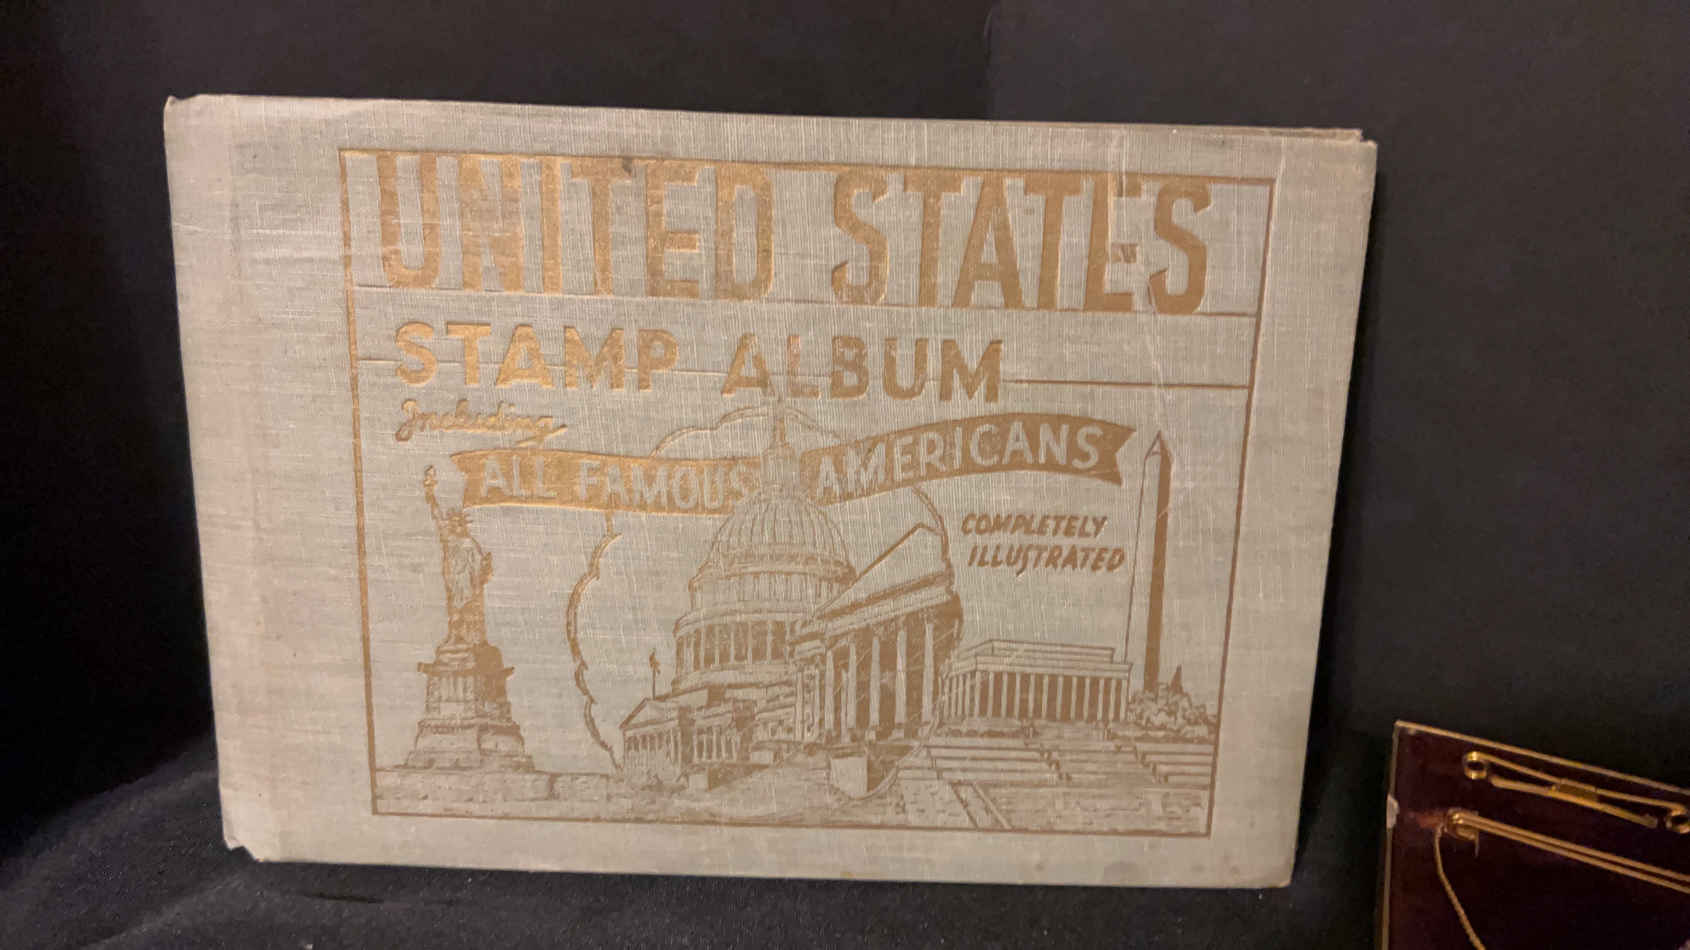 UNITED STATES
STAMP ALBUM
Including
ALL FAMOUS AMERICANS
COMPLETELY
ILLUSTRATED